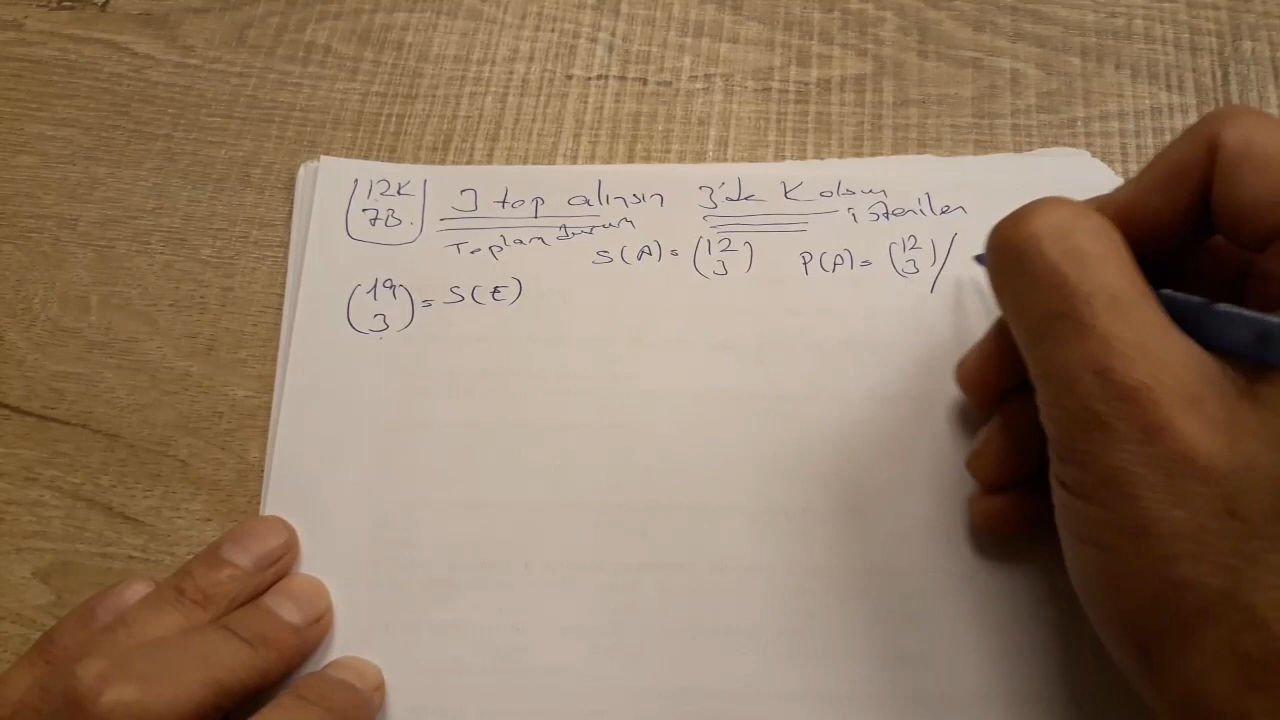 12K 3 top alınsın 3'de K olsun
7B. Toplam durum istenilen
S(A) = (12 3) P(A) = (12 3) /
(19 3) = S(E)